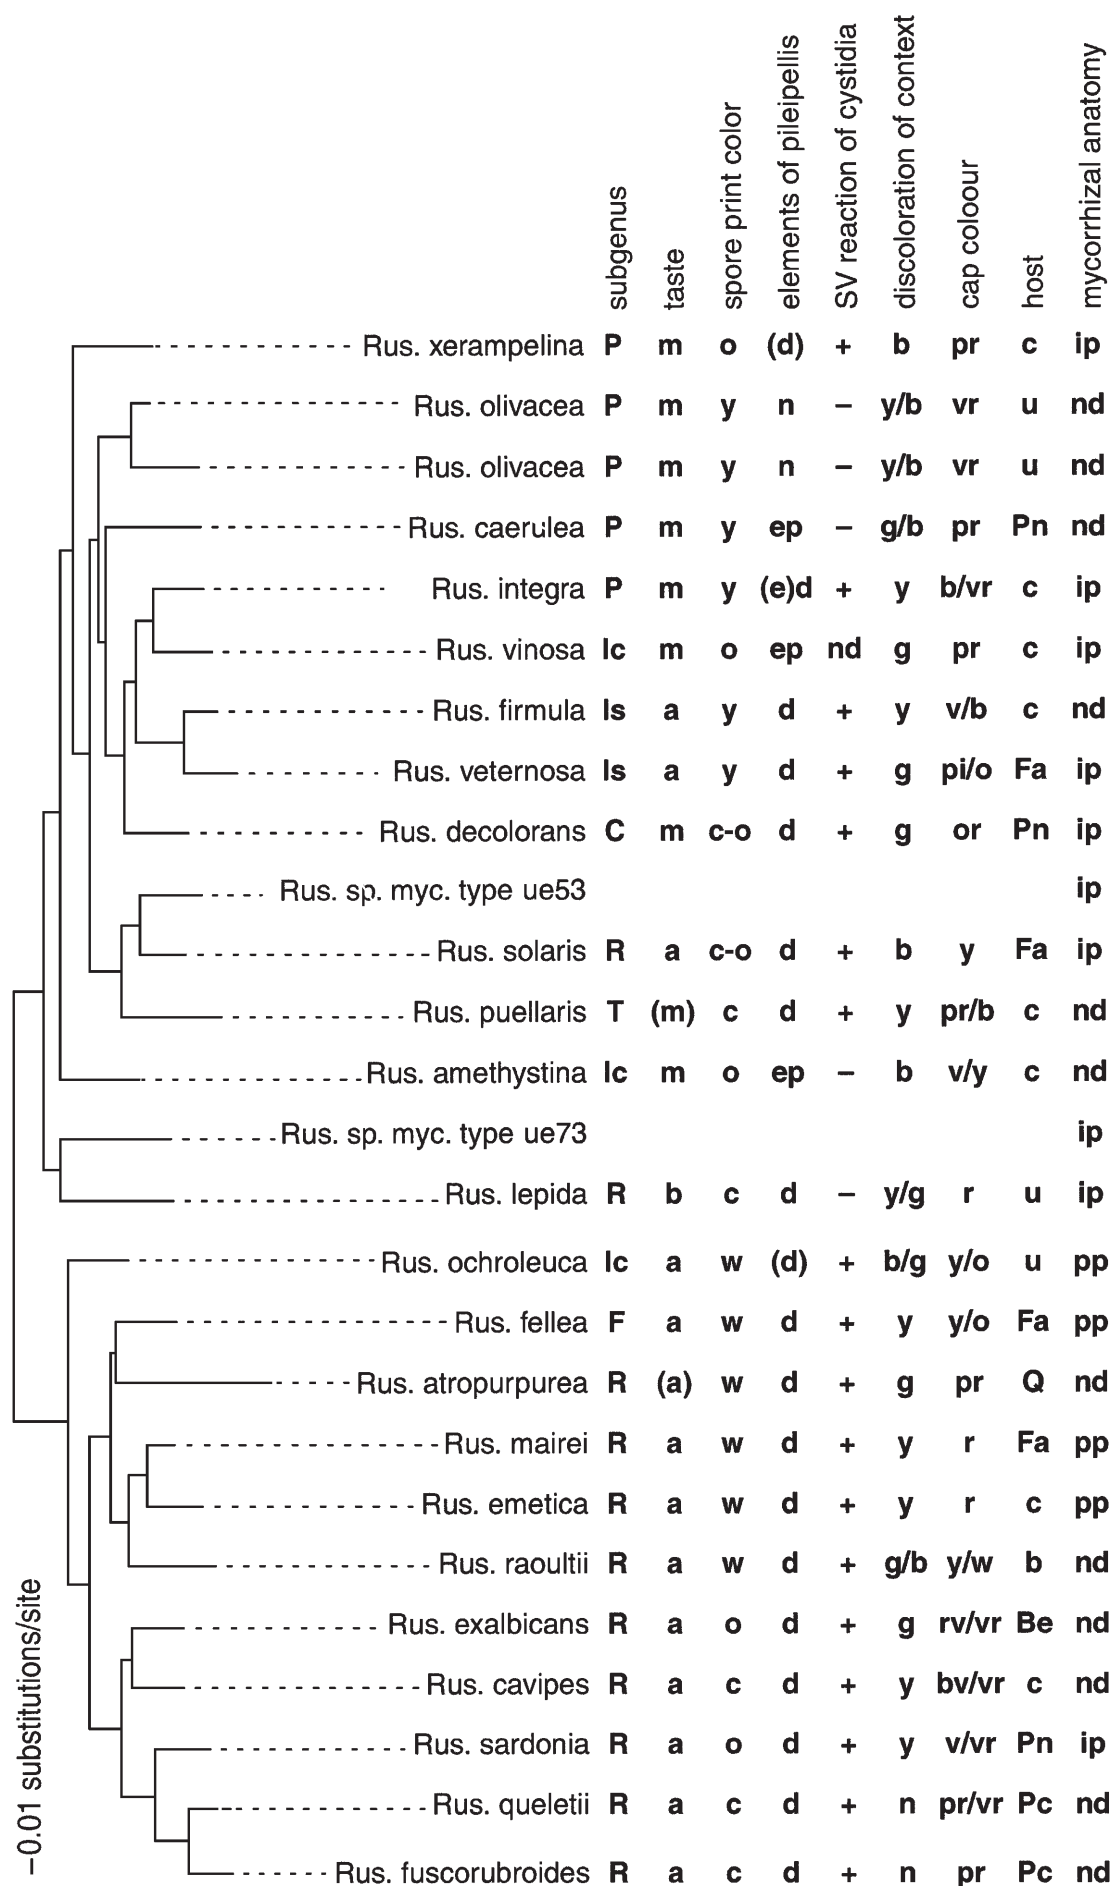 subgenus
taste
spore print color
elements of pileipellis
SV reaction of cystidia
discoloration of context
cap coloour
host
mycorrhizal anatomy
Rus. xerampelina P m o (d) + b pr c ip
Rus. olivacea P m y n – y/b vr u nd
Rus. olivacea P m y n – y/b vr u nd
Rus. caerulea P m y ep – g/b pr Pn nd
Rus. integra P m y (e)d + y b/vr c ip
Rus. vinosa Ic m o ep nd g pr c ip
Rus. firmula Is a y d + y v/b c nd
Rus. veternosa Is a y d + g pi/o Fa ip
Rus. decolorans C m c-o d + g or Pn ip
Rus. sp. myc. type ue53 ip
Rus. solaris R a c-o d + b y Fa ip
Rus. puellaris T (m) c d + y pr/b c nd
Rus. amethystina Ic m o ep – b v/y c nd
Rus. sp. myc. type ue73 ip
Rus. lepida R b c d – y/g r u ip
Rus. ochroleuca Ic a w (d) + b/g y/o u pp
Rus. fellea F a w d + y y/o Fa pp
Rus. atropurpurea R (a) w d + g pr Q nd
Rus. mairei R a w d + y r Fa pp
Rus. emetica R a w d + y r c pp
Rus. raoultii R a w d + g/b y/w b nd
Rus. exalbicans R a o d + g rv/vr Be nd
Rus. cavipes R a c d + y bv/vr c nd
Rus. sardonia R a o d + y v/vr Pn ip
Rus. queletii R a c d + n pr/vr Pc nd
Rus. fuscorubroides R a c d + n pr Pc nd
–0.01 substitutions/site